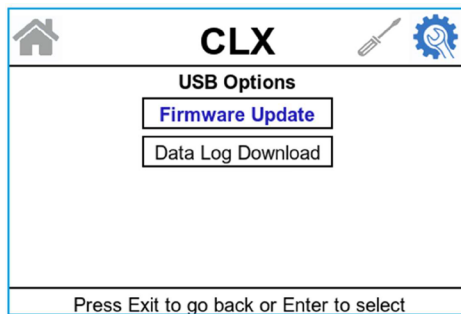 CLX
USB Options
Firmware Update
Data Log Download
Press Exit to go back or Enter to select